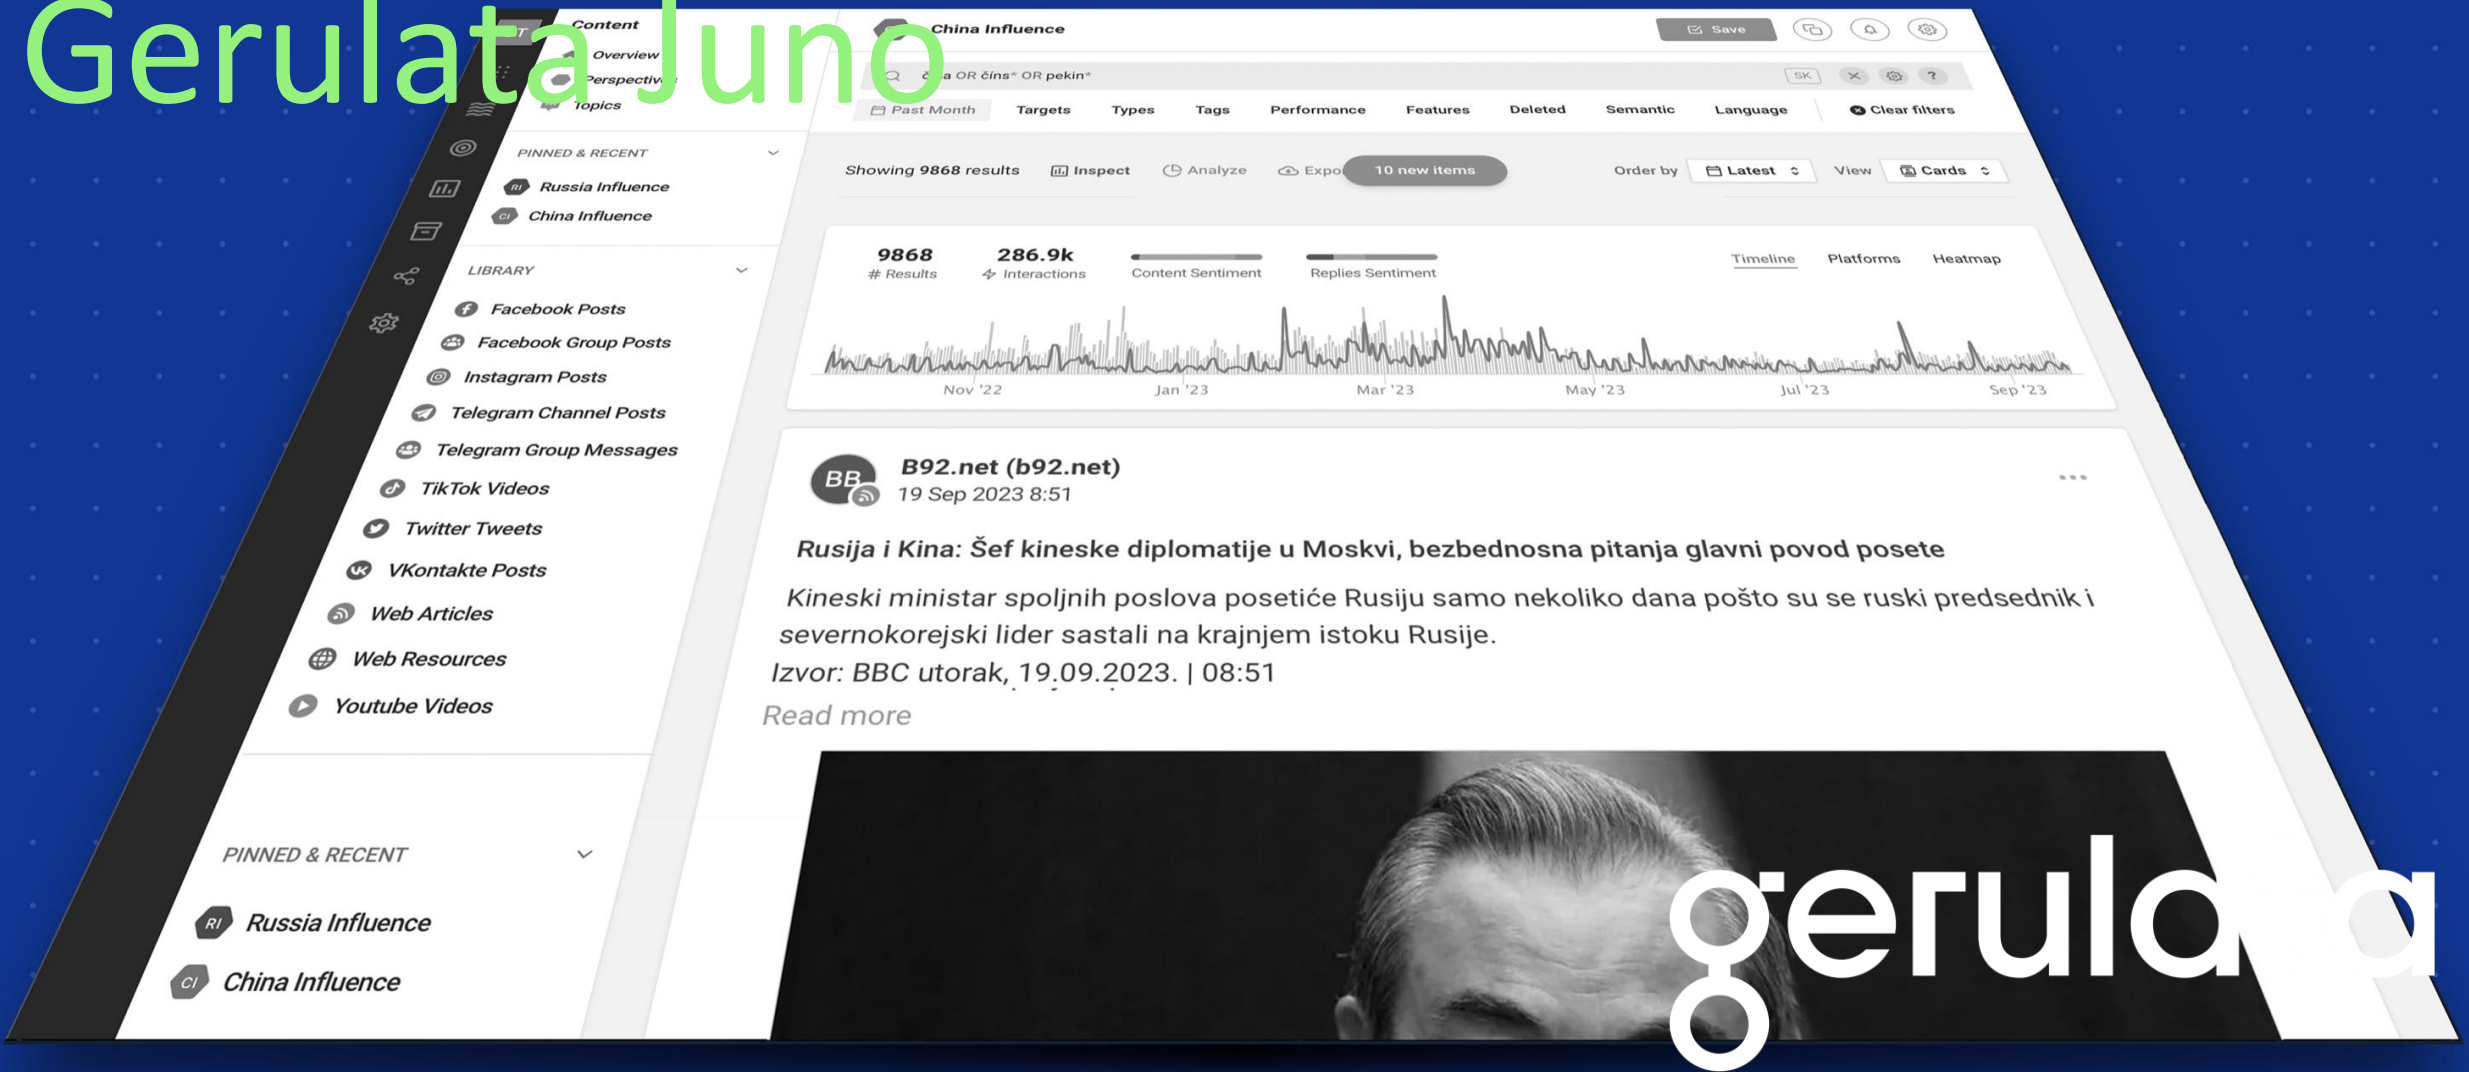 Gerulata Juno
Content
Overview
Perspectives
Topics
PINNED & RECENT
RI Russia Influence
CI China Influence
LIBRARY
Facebook Posts
Facebook Group Posts
Instagram Posts
Telegram Channel Posts
Telegram Group Messages
TikTok Videos
Twitter Tweets
VKontakte Posts
Web Articles
Web Resources
Youtube Videos
PINNED & RECENT
RI Russia Influence
CI China Influence
China Influence
Save
OR čins* OR pekin*
SK
?
Past Month Targets Types Tags Performance Features Deleted Semantic Language Clear filters
Showing 9868 results Inspect Analyze Expo 10 new items Order by Latest View Cards
9868 286.9k
# Results Interactions Content Sentiment Replies Sentiment Timeline Platforms Heatmap
Nov '22 Jan '23 Mar '23 May '23 Jul '23 Sep '23
BB
B92.net (b92.net)
19 Sep 2023 8:51
Rusija i Kina: Šef kineske diplomatije u Moskvi, bezbednosna pitanja glavni povod posete
Kineski ministar spoljnih poslova posetiće Rusiju samo nekoliko dana pošto su se ruski predsednik i
severnokorejski lider sastali na krajnjem istoku Rusije.
Izvor: BBC utorak, 19.09.2023. | 08:51
Read more
gerulata